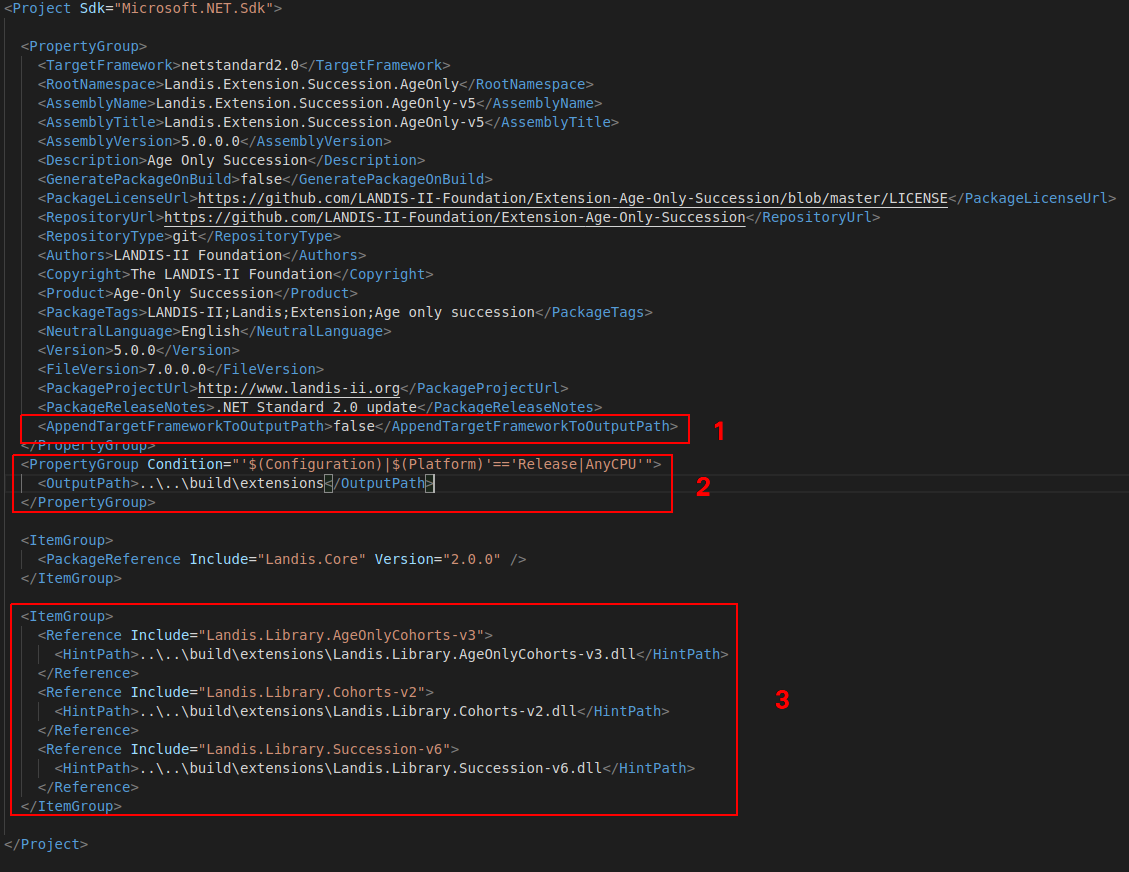 <Project Sdk="Microsoft.NET.Sdk">
<PropertyGroup>
<TargetFramework>netstandard2.0</TargetFramework>
<RootNamespace>Landis.Extension.Succession.AgeOnly</RootNamespace>
<AssemblyName>Landis.Extension.Succession.AgeOnly-v5</AssemblyName>
<AssemblyTitle>Landis.Extension.Succession.AgeOnly-v5</AssemblyTitle>
<AssemblyVersion>5.0.0.0</AssemblyVersion>
<Description>Age Only Succession</Description>
<GeneratePackageOnBuild>false</GeneratePackageOnBuild>
<PackageLicenseUrl>https://github.com/LANDIS-II-Foundation/Extension-Age-Only-Succession/blob/master/LICENSE</PackageLicenseUrl>
<RepositoryUrl>https://github.com/LANDIS-II-Foundation/Extension-Age-Only-Succession</RepositoryUrl>
<RepositoryType>git</RepositoryType>
<Authors>LANDIS-II Foundation</Authors>
<Copyright>The LANDIS-II Foundation</Copyright>
<Product>Age-Only Succession</Product>
<PackageTags>LANDIS-II;Landis;Extension;Age only succession</PackageTags>
<NeutralLanguage>English</NeutralLanguage>
<Version>5.0.0</Version>
<FileVersion>7.0.0.0</FileVersion>
<PackageProjectUrl>http://www.landis-ii.org</PackageProjectUrl>
<PackageReleaseNotes>.NET Standard 2.0 update</PackageReleaseNotes>
<AppendTargetFrameworkToOutputPath>false</AppendTargetFrameworkToOutputPath> 1
</PropertyGroup>
<PropertyGroup Condition="'$(Configuration)|$(Platform)'=='Release|AnyCPU'">
<OutputPath>..\..\build\extensions</OutputPath> 2
</PropertyGroup>
<ItemGroup>
<PackageReference Include="Landis.Core" Version="2.0.0" />
</ItemGroup>
<ItemGroup>
<Reference Include="Landis.Library.AgeOnlyCohorts-v3">
<HintPath>..\..\build\extensions\Landis.Library.AgeOnlyCohorts-v3.dll</HintPath>
</Reference>
<Reference Include="Landis.Library.Cohorts-v2"> 3
<HintPath>..\..\build\extensions\Landis.Library.Cohorts-v2.dll</HintPath>
</Reference>
<Reference Include="Landis.Library.Succession-v6">
<HintPath>..\..\build\extensions\Landis.Library.Succession-v6.dll</HintPath>
</Reference>
</ItemGroup>
</Project>